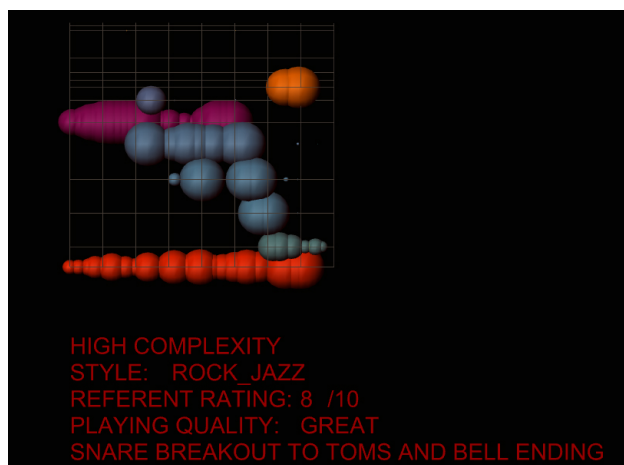 HIGH COMPLEXITY
STYLE: ROCK_JAZZ
REFERENT RATING: 8 /10
PLAYING QUALITY: GREAT
SNARE BREAKOUT TO TOMS AND BELL ENDING